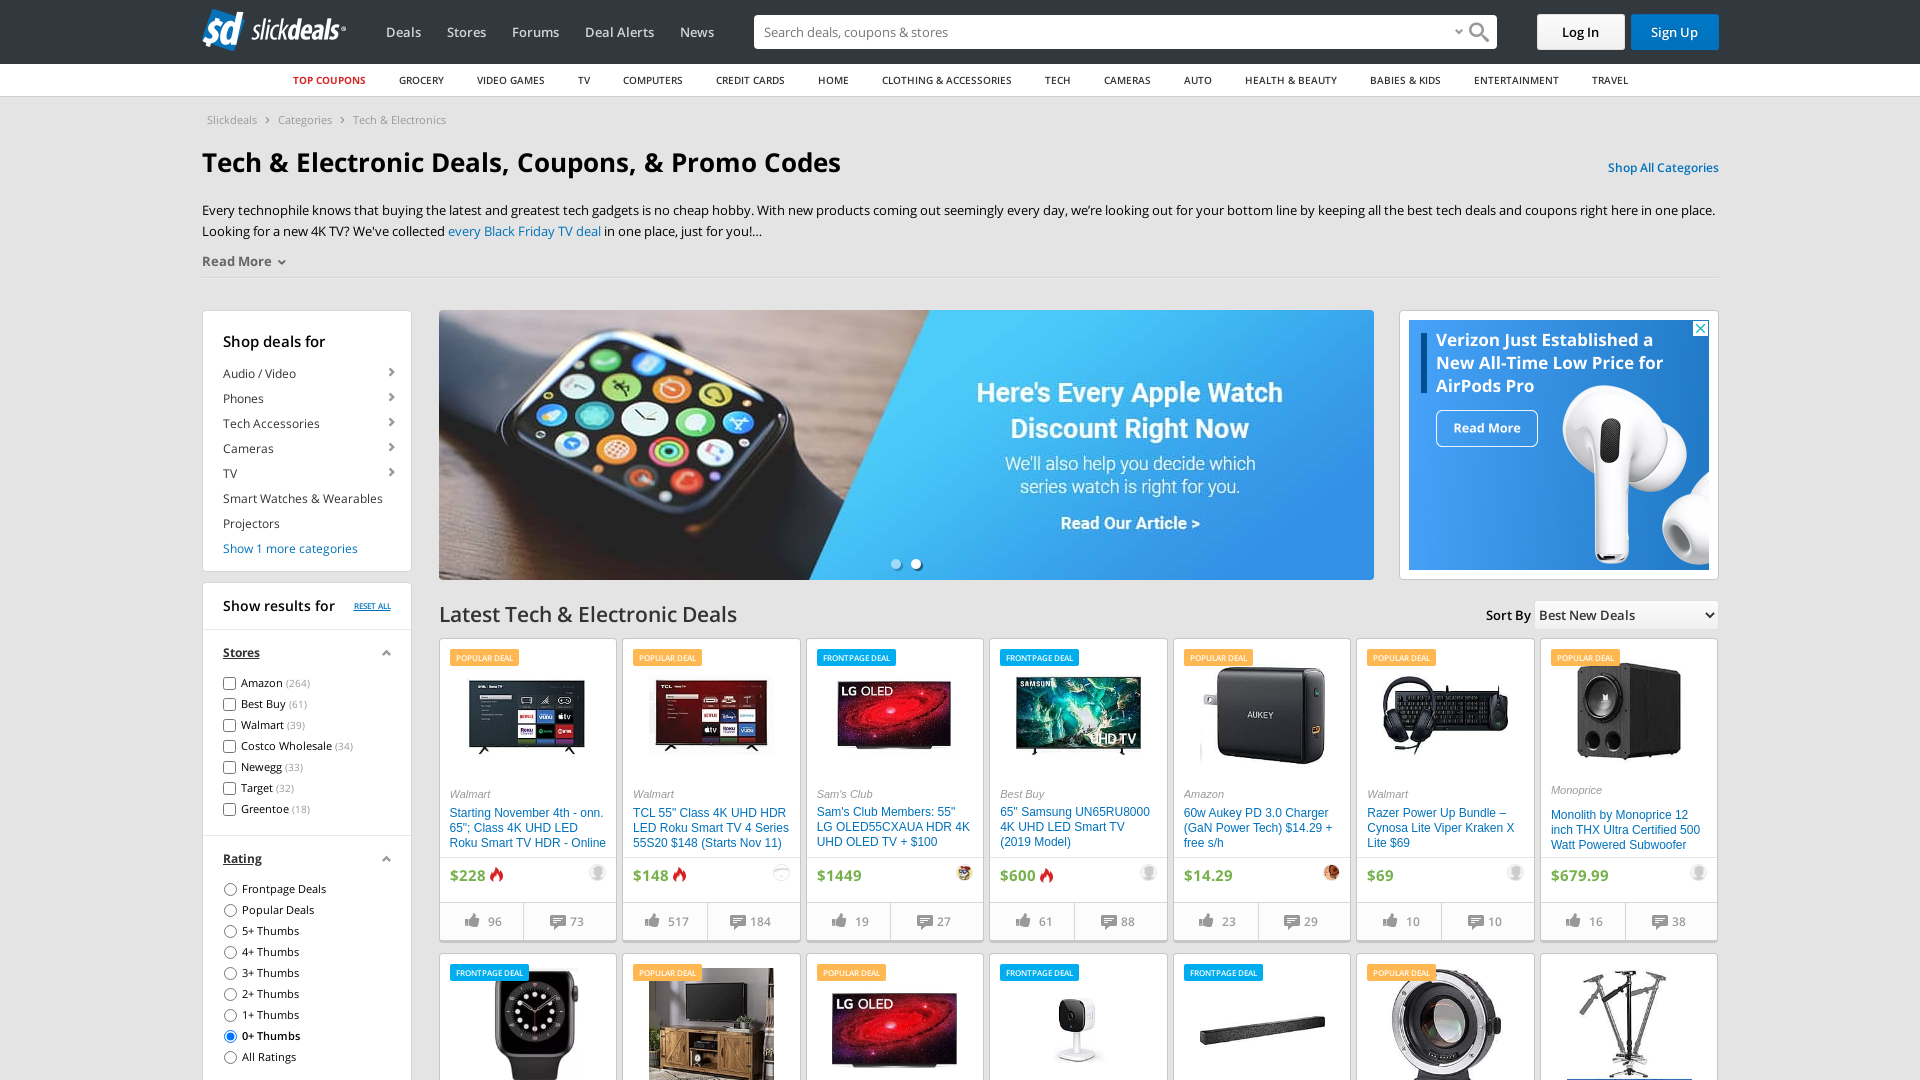 sd slickdeals
Deals
Stores
Forums
Deal Alerts
News
Search deals, coupons & stores
Log In
Sign Up
TOP COUPONS
GROCERY
VIDEO GAMES
TV
COMPUTERS
CREDIT CARDS
HOME
CLOTHING & ACCESSORIES
TECH
CAMERAS
AUTO
HEALTH & BEAUTY
BABIES & KIDS
ENTERTAINMENT
TRAVEL
Slickdeals > Categories > Tech & Electronics
Tech & Electronic Deals, Coupons, & Promo Codes
Shop All Categories
Every technophile knows that buying the latest and greatest tech gadgets is no cheap hobby. With new products coming out seemingly every day, we’re looking out for your bottom line by keeping all the best tech deals and coupons right here in one place.
Looking for a new 4K TV? We've collected every Black Friday TV deal in one place, just for you!...
Read More
Shop deals for
Audio / Video
Phones
Tech Accessories
Cameras
TV
Smart Watches & Wearables
Projectors
Show 1 more categories
Show results for
RESET ALL
Stores
Amazon (264)
Best Buy (61)
Walmart (39)
Costco Wholesale (34)
Newegg (33)
Target (32)
Greentoe (18)
Rating
Frontpage Deals
Popular Deals
5+ Thumbs
4+ Thumbs
3+ Thumbs
2+ Thumbs
1+ Thumbs
0+ Thumbs
All Ratings
Here's Every Apple Watch
Discount Right Now
We'll also help you decide which
series watch is right for you.
Read Our Article >
Verizon Just Established a
New All-Time Low Price for
AirPods Pro
Read More
Latest Tech & Electronic Deals
Sort By
Best New Deals
POPULAR DEAL
Walmart
Starting November 4th - onn.
65"; Class 4K UHD LED
Roku Smart TV HDR - Online
$228
96
73
POPULAR DEAL
TCL
Walmart
TCL 55" Class 4K UHD HDR
LED Roku Smart TV 4 Series
55S20 $148 (Starts Nov 11)
$148
517
184
FRONTPAGE DEAL
LG OLED
Sam's Club
Sam's Club Members: 55"
LG OLED55CXAUA HDR 4K
UHD OLED TV + $100
$1449
19
27
FRONTPAGE DEAL
SAMSUNG
UHD TV
Best Buy
65" Samsung UN65RU8000
4K UHD LED Smart TV
(2019 Model)
$600
61
88
POPULAR DEAL
AUKEY
Amazon
60w Aukey PD 3.0 Charger
(GaN Power Tech) $14.29 +
free s/h
$14.29
23
29
POPULAR DEAL
Walmart
Razer Power Up Bundle –
Cynosa Lite Viper Kraken X
Lite $69
$69
10
10
POPULAR DEAL
Monoprice
Monolith by Monoprice 12
inch THX Ultra Certified 500
Watt Powered Subwoofer
$679.99
16
38
FRONTPAGE DEAL
POPULAR DEAL
POPULAR DEAL
LG OLED
FRONTPAGE DEAL
FRONTPAGE DEAL
POPULAR DEAL